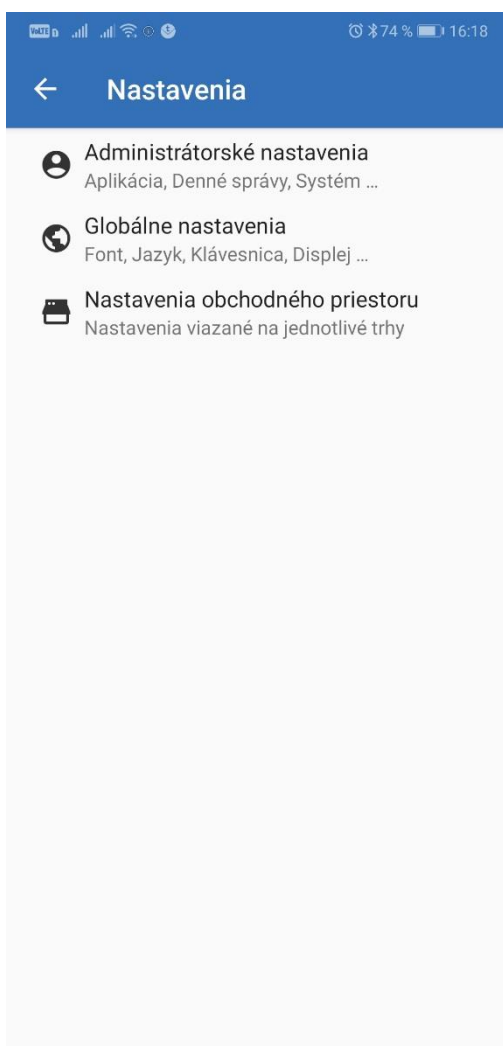 74 % 16:18
Nastavenia
Administrátorské nastavenia
Aplikácia, Denné správy, Systém ...
Globálne nastavenia
Font, Jazyk, Klávesnica, Displej ...
Nastavenia obchodného priestoru
Nastavenia viazané na jednotlivé trhy